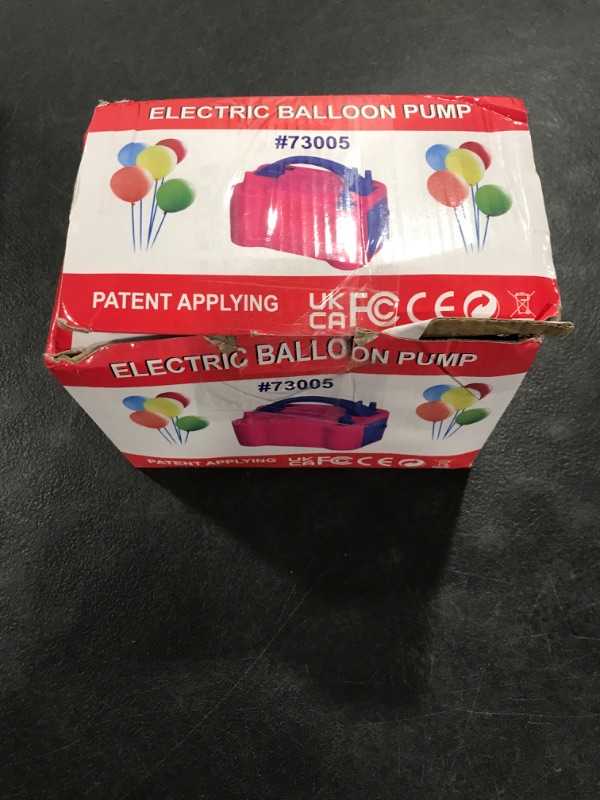 ELECTRIC BALLOON PUMP
#73005
PATENT APPLYING UK CA FC CE
ELECTRIC BALLOON PUMP
#73005
PATENT APPLYING UK CA FC CE